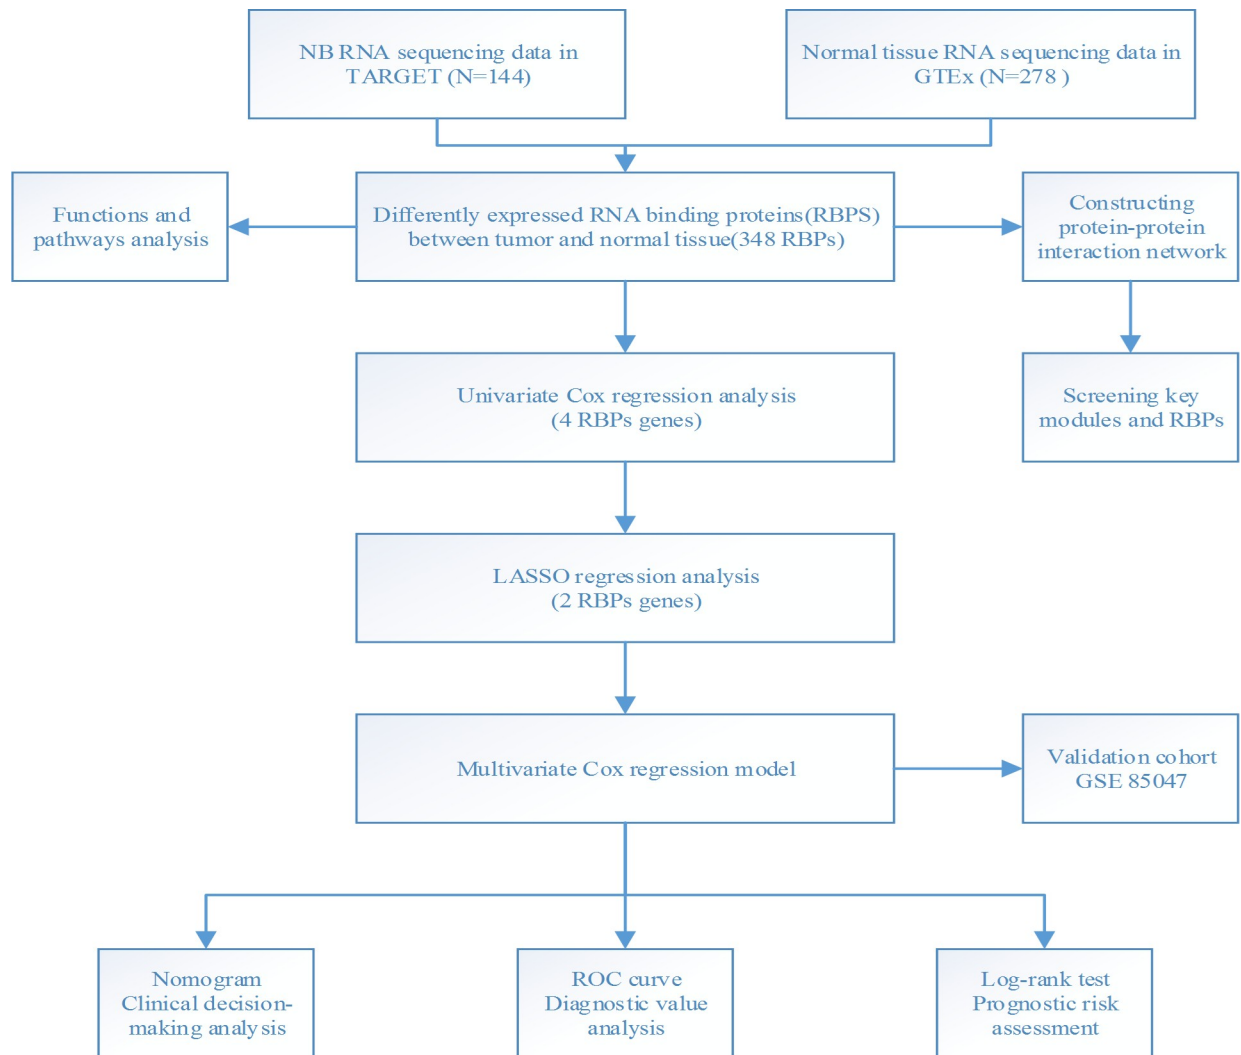 NB RNA sequencing data in
TARGET (N=144)
Normal tissue RNA sequencing data in
GTEx (N=278 )
Functions and
pathways analysis
Differently expressed RNA binding proteins(RBPS)
between tumor and normal tissue(348 RBPs)
Constructing
protein-protein
interaction network
Univariate Cox regression analysis
(4 RBPs genes)
Screening key
modules and RBPs
LASSO regression analysis
(2 RBPs genes)
Multivariate Cox regression model
Validation cohort
GSE 85047
Nomogram
Clinical decision-
making analysis
ROC curve
Diagnostic value
analysis
Log-rank test
Prognostic risk
assessment